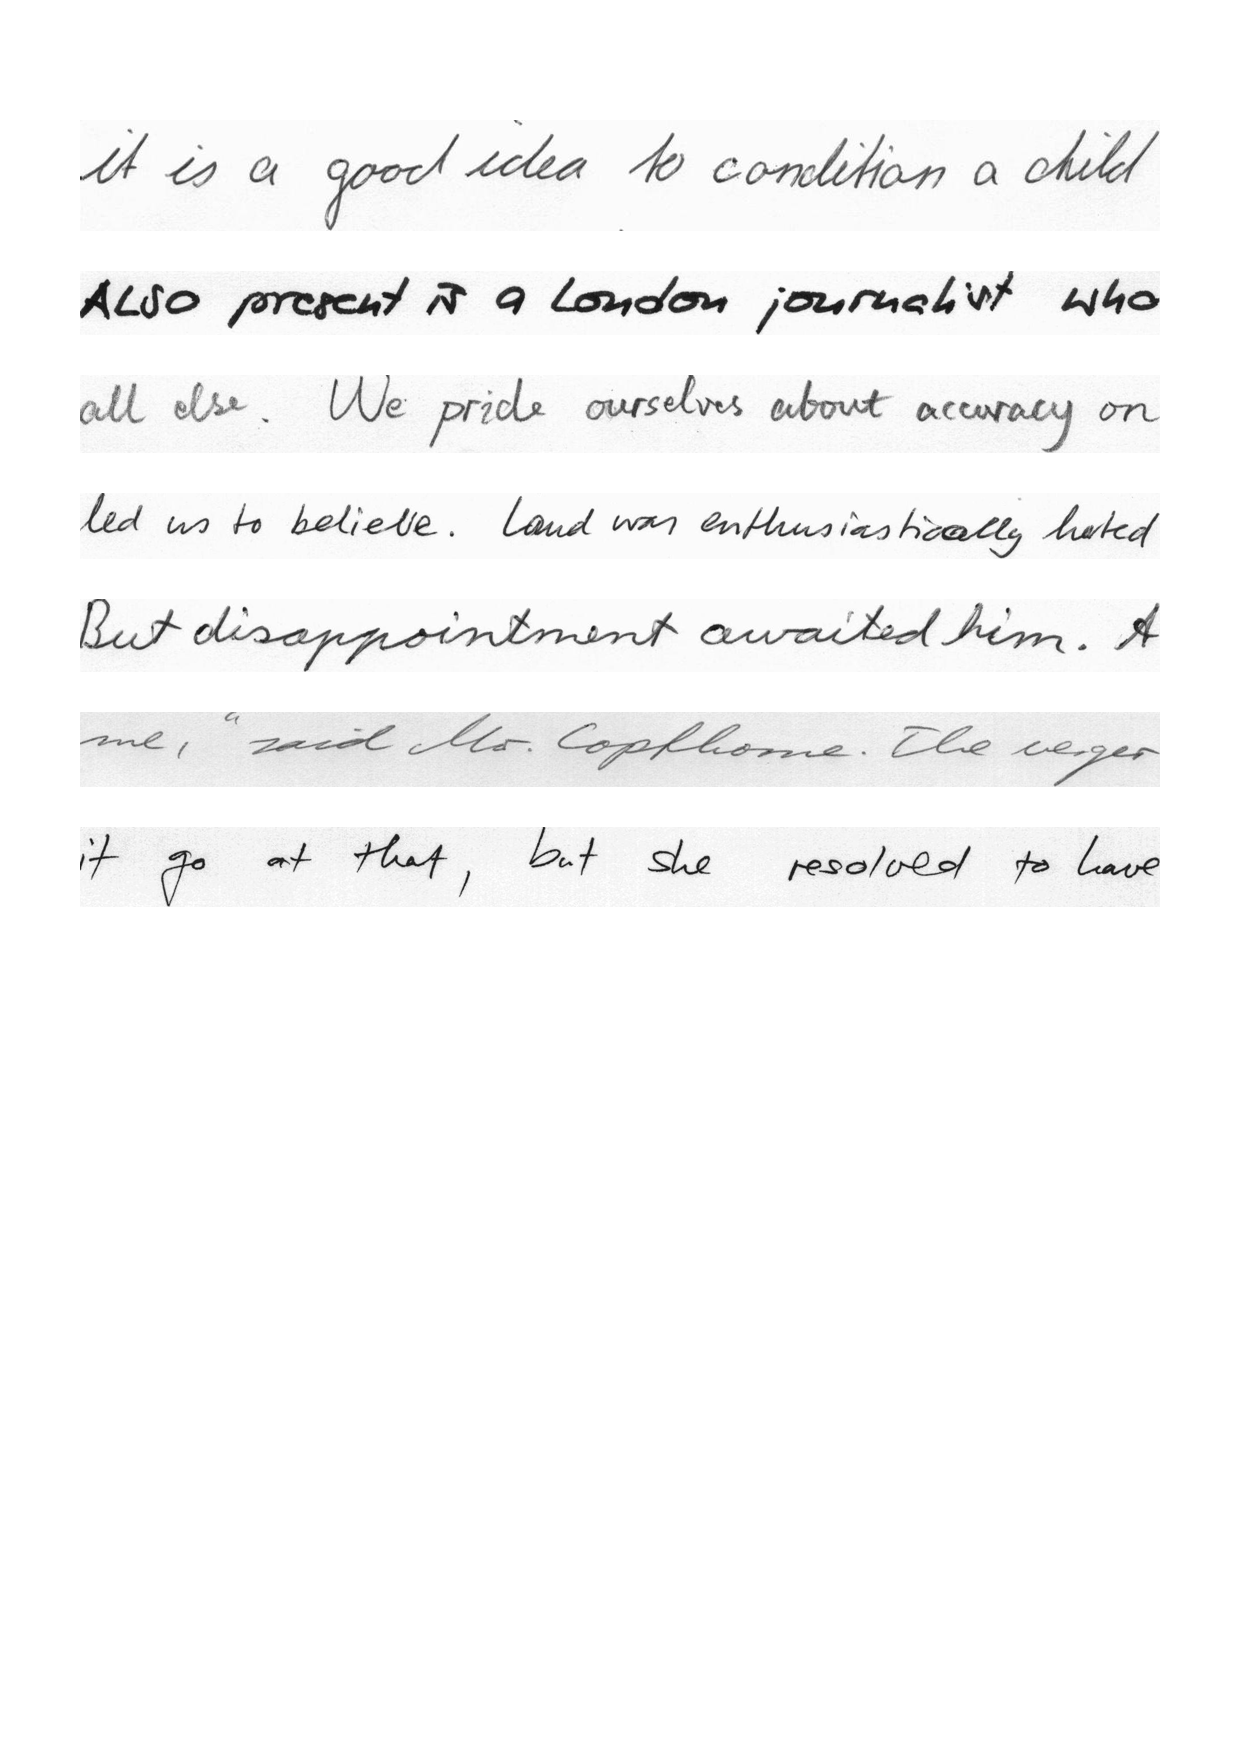 it is a good idea to condition a child
ALSO present is a London journalist who
all else. We pride ourselves about accuracy on
led us to believe. Land was enthusiastically hated
But disappointment awaited him. A
me," said Mr. Copthorne. The verger
it go at that, but she resolved to have